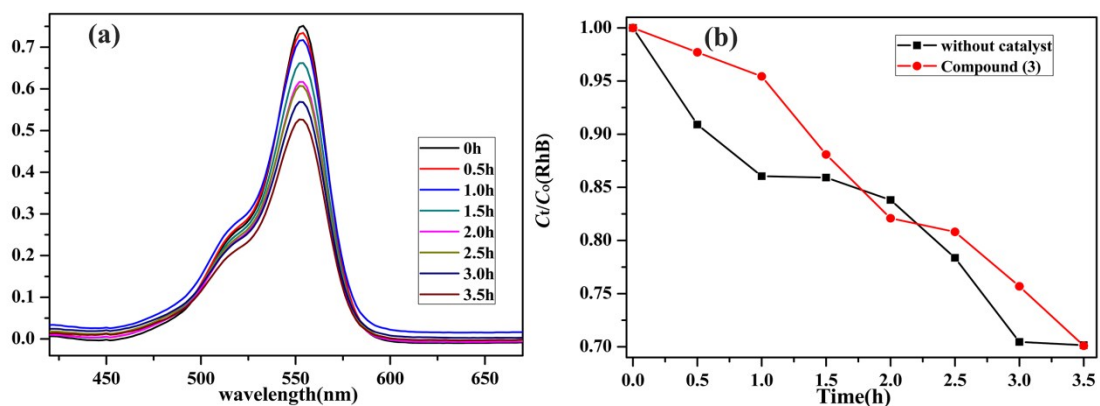 (a)
0.7
0.6
0.5
0.4
0.3
0.2
0.1
0.0
0h
0.5h
1.0h
1.5h
2.0h
2.5h
3.0h
3.5h
450
500
550
600
650
wavelength(nm)
(b)
without catalyst
Compound (3)
1.00
0.95
0.90
0.85
0.80
0.75
0.70
Ct/Co(RhB)
0.0
0.5
1.0
1.5
2.0
2.5
3.0
3.5
Time(h)